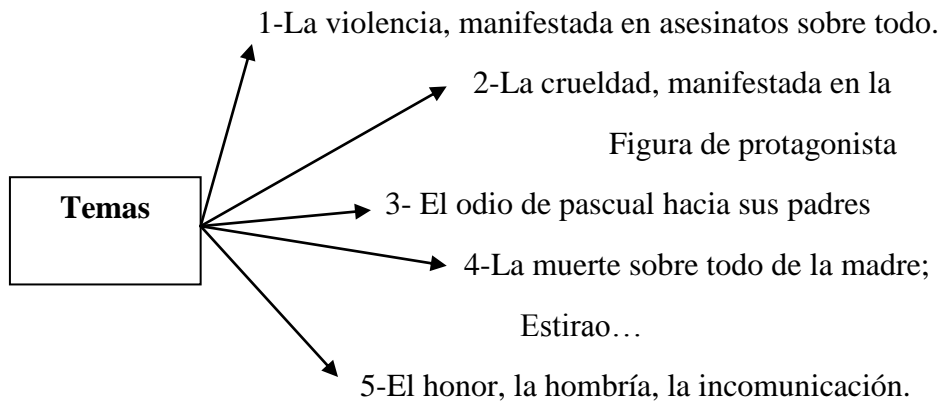 1-La violencia, manifestada en asesinatos sobre todo.
2-La crueldad, manifestada en la
Figura de protagonista
Temas
3- El odio de pascual hacia sus padres
4-La muerte sobre todo de la madre;
Estirao…
5-El honor, la hombría, la incomunicación.